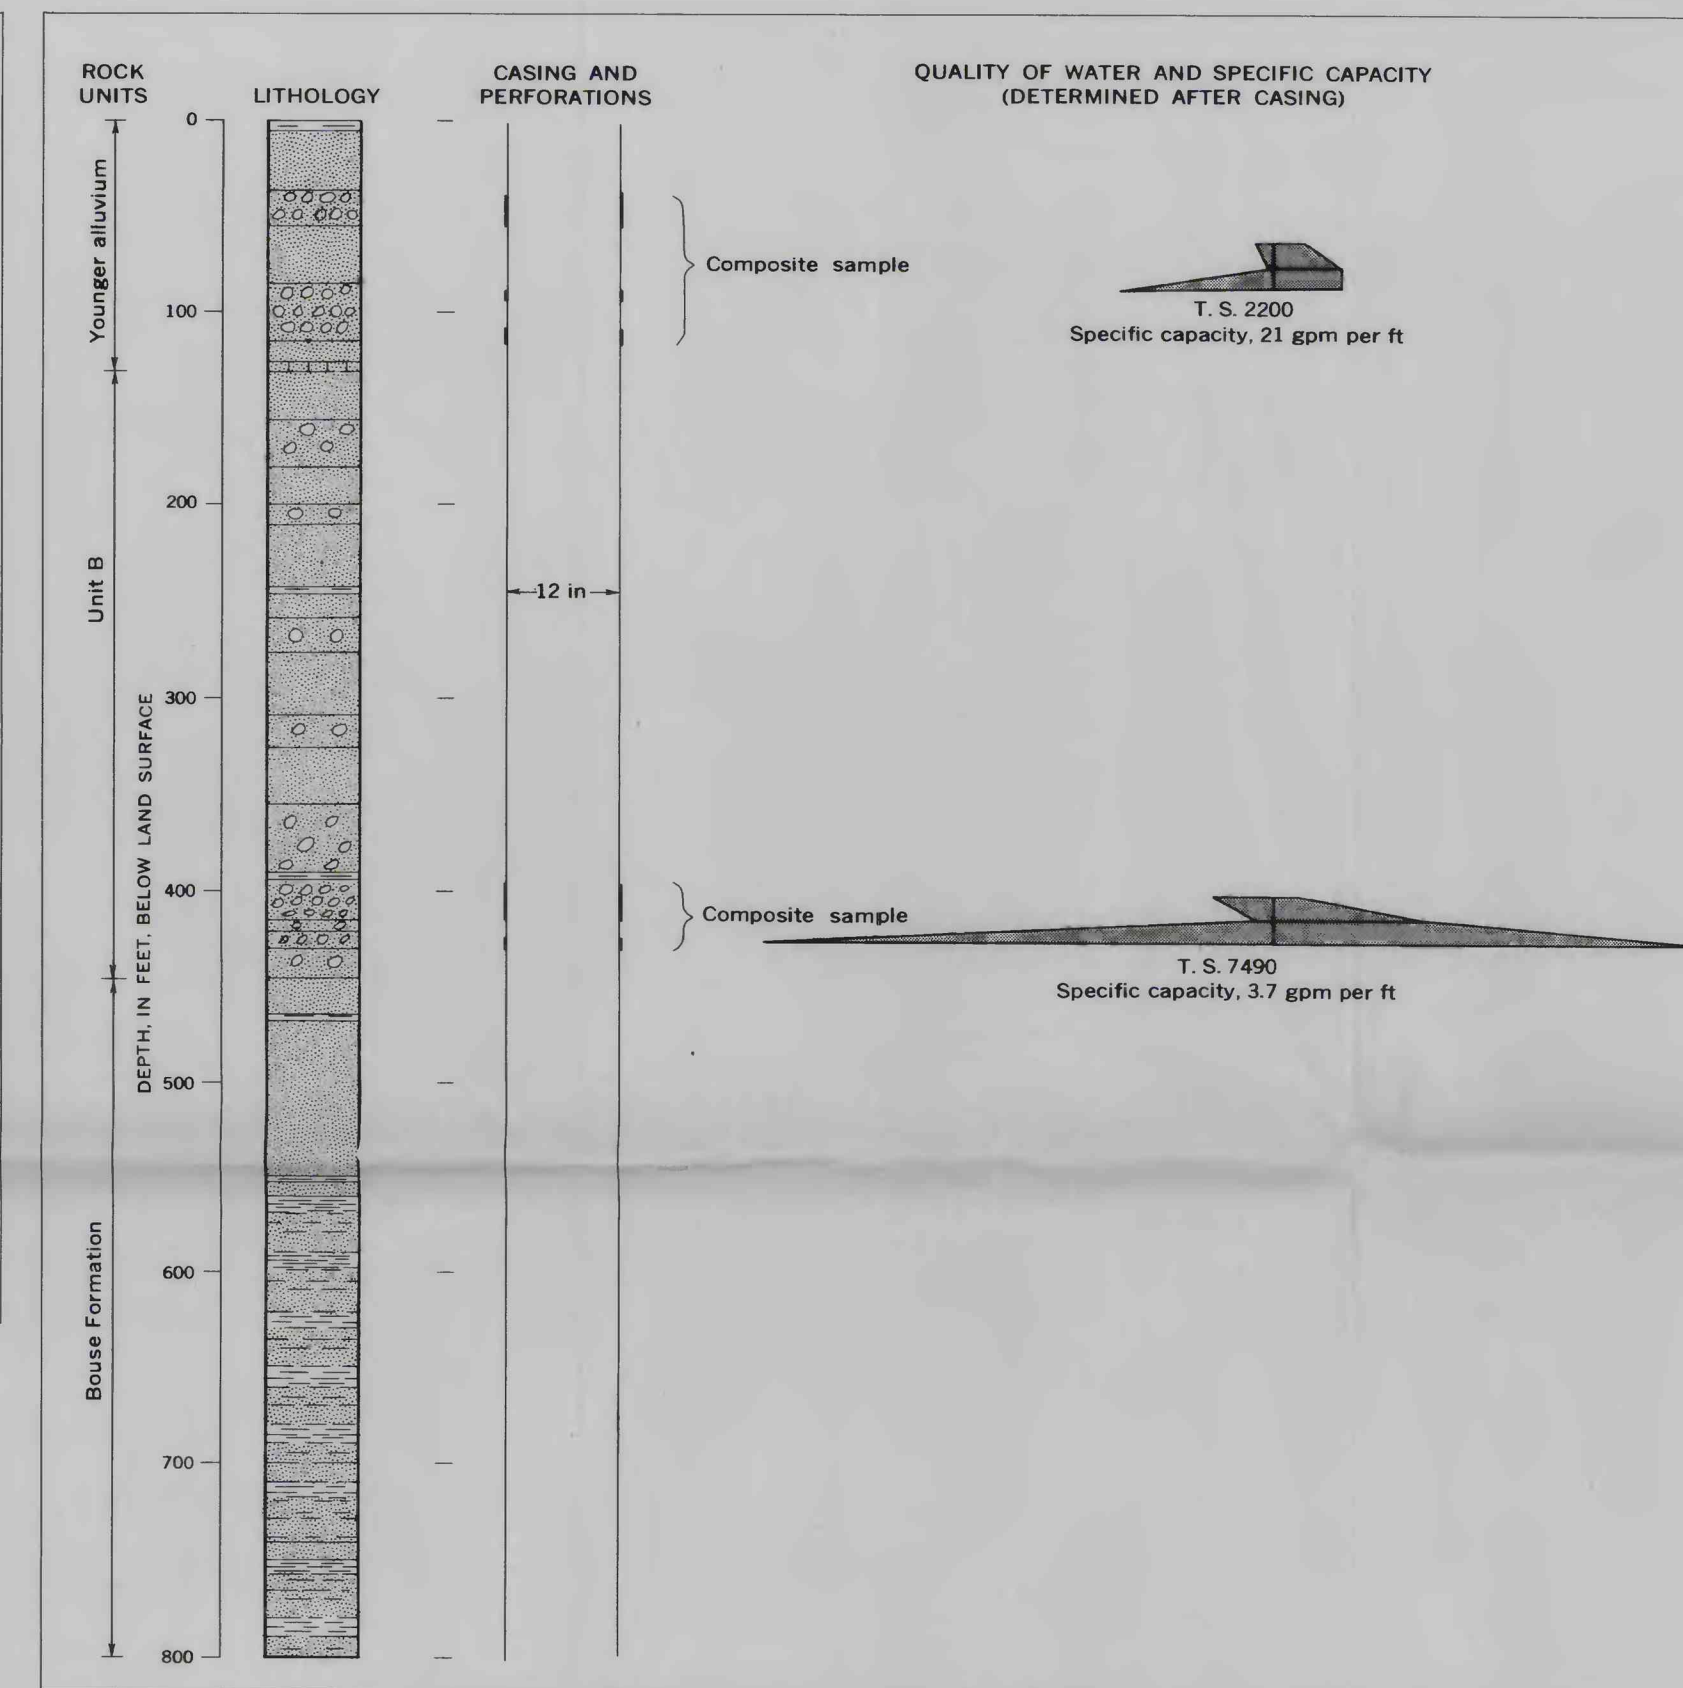 ROCK
UNITS
LITHOLOGY
CASING AND
PERFORATIONS
QUALITY OF WATER AND SPECIFIC CAPACITY
(DETERMINED AFTER CASING)
0
100
200
300
400
500
600
700
800
DEPTH, IN FEET, BELOW LAND SURFACE
Younger alluvium
Unit B
Bouse Formation
12 in
Composite sample
T. S. 2200
Specific capacity, 21 gpm per ft
Composite sample
T. S. 7490
Specific capacity, 3.7 gpm per ft